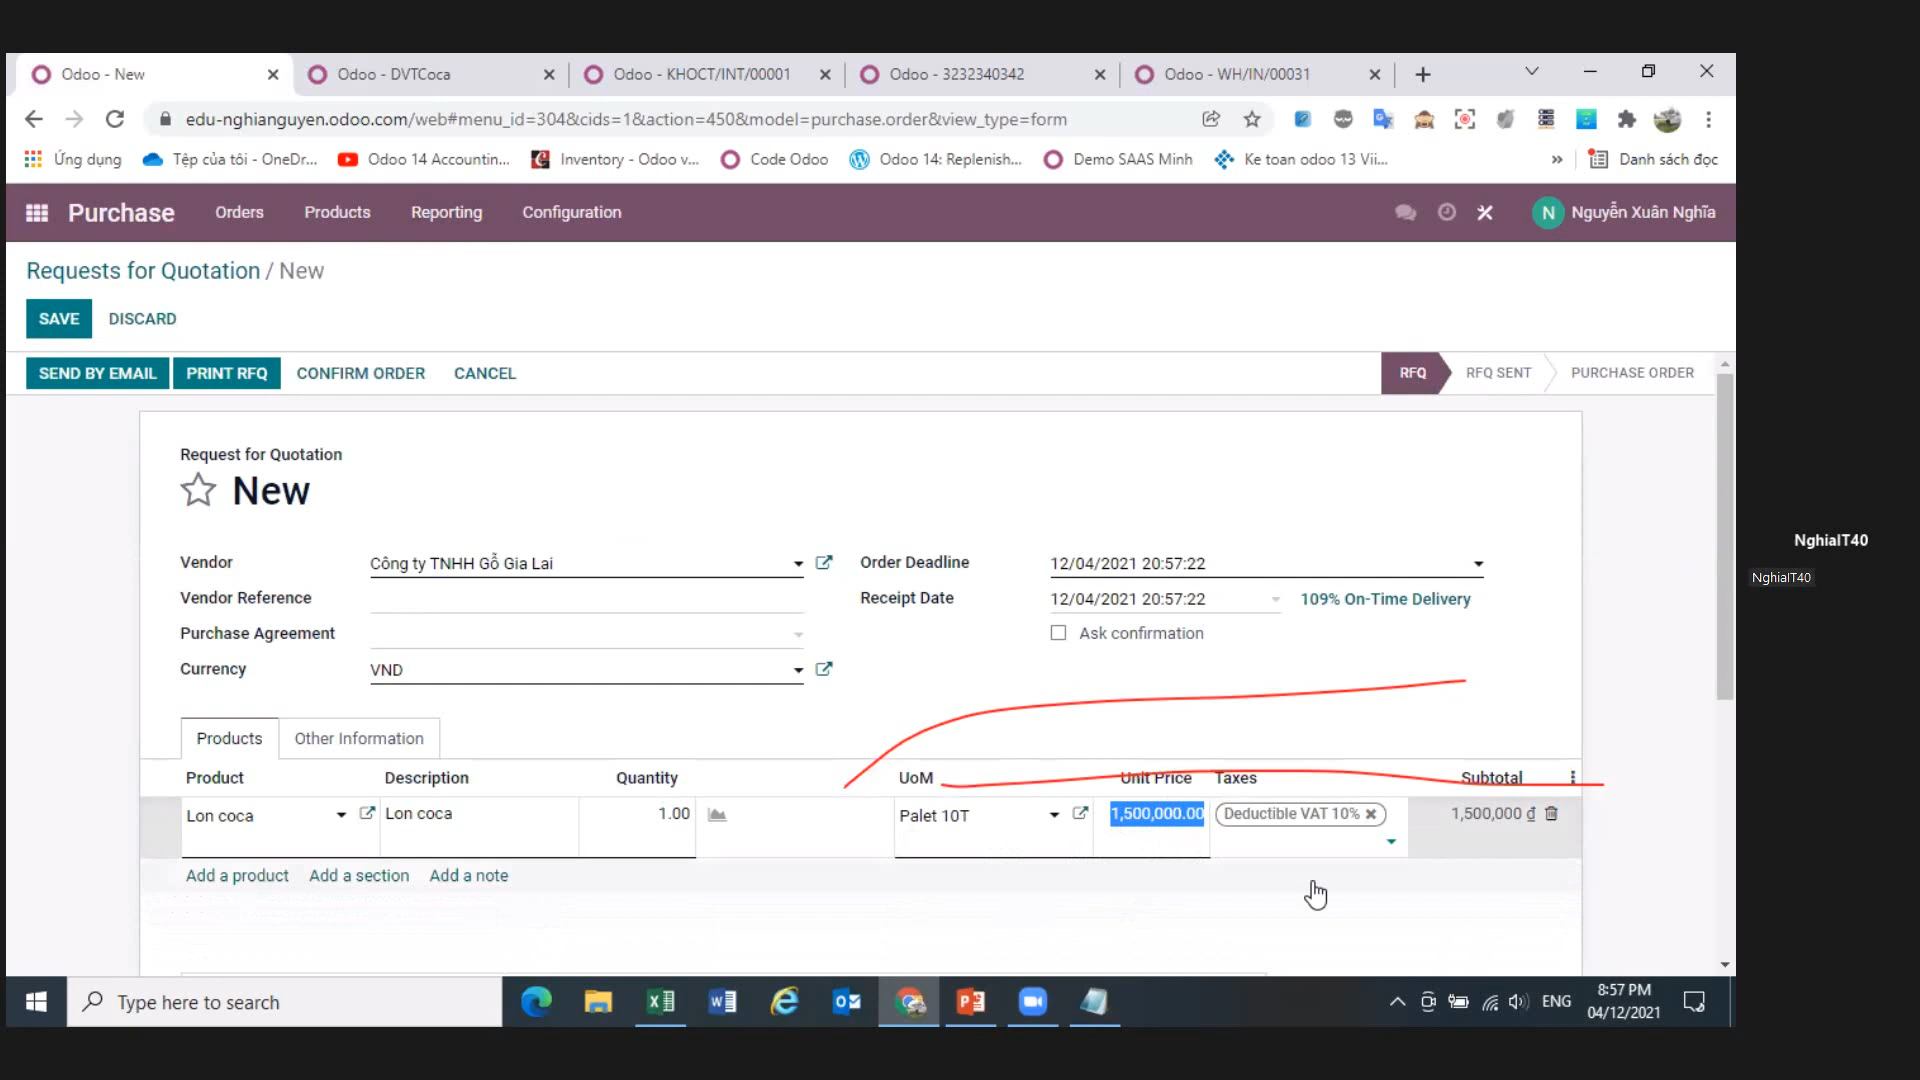 Odoo - New
Odoo - DVTCoca
Odoo - KHOCT/INT/00001
Odoo - 3232340342
Odoo - WH/IN/00031
edu-nghianguyen.odoo.com/web#menu_id=304&cids=1&action=450&model=purchase.order&view_type=form
Ứng dụng
Tệp của tôi - OneDr...
Odoo 14 Accountin...
Inventory - Odoo v...
Code Odoo
Odoo 14: Replenish...
Demo SAAS Minh
Ke toan odoo 13 Vii...
»
Danh sách đọc
Purchase
Orders
Products
Reporting
Configuration
N
Nguyễn Xuân Nghĩa
Requests for Quotation / New
SAVE
DISCARD
SEND BY EMAIL
PRINT RFQ
CONFIRM ORDER
CANCEL
RFQ
RFQ SENT
PURCHASE ORDER
Request for Quotation
New
Vendor
Công ty TNHH Gỗ Gia Lai
Order Deadline
12/04/2021 20:57:22
Vendor Reference
Receipt Date
12/04/2021 20:57:22
109% On-Time Delivery
Purchase Agreement
Ask confirmation
Currency
VND
NghiaIT40
NghiaIT40
Products
Other Information
Product
Description
Quantity
UoM
Unit Price
Taxes
Subtotal
Lon coca
Lon coca
1.00
Palet 10T
1,500,000.00
Deductible VAT 10%
1,500,000 ₫
Add a product
Add a section
Add a note
Type here to search
ENG
8:57 PM
04/12/2021